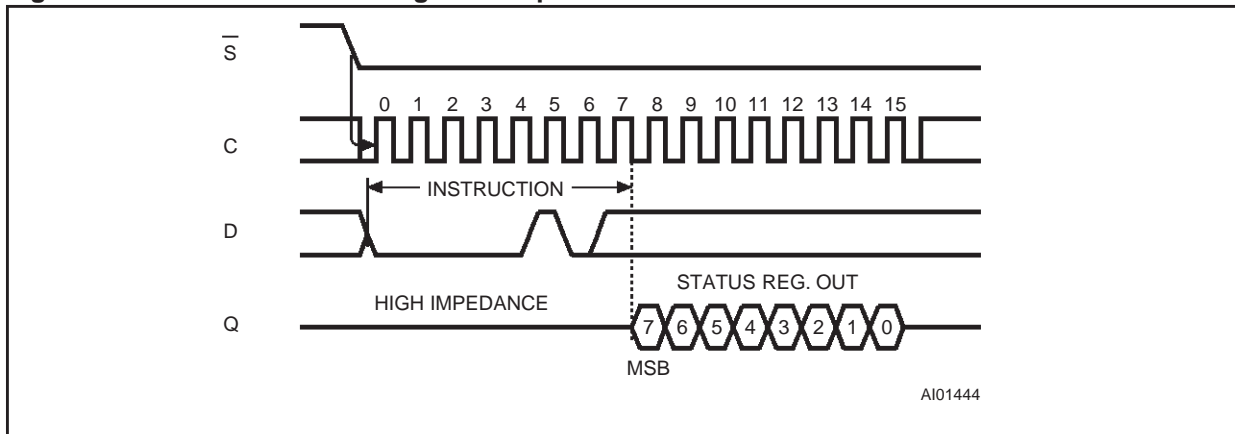 S
0 1 2 3 4 5 6 7 8 9 10 11 12 13 14 15
C
INSTRUCTION
D
STATUS REG. OUT
HIGH IMPEDANCE
Q
7 6 5 4 3 2 1 0
MSB
AI01444